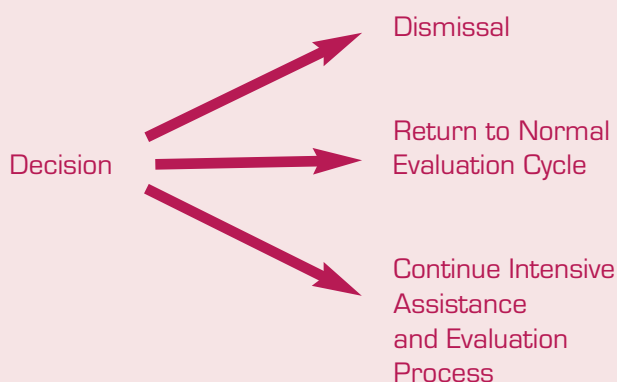 Dismissal
Decision
Return to Normal
Evaluation Cycle
Continue Intensive
Assistance
and Evaluation
Process